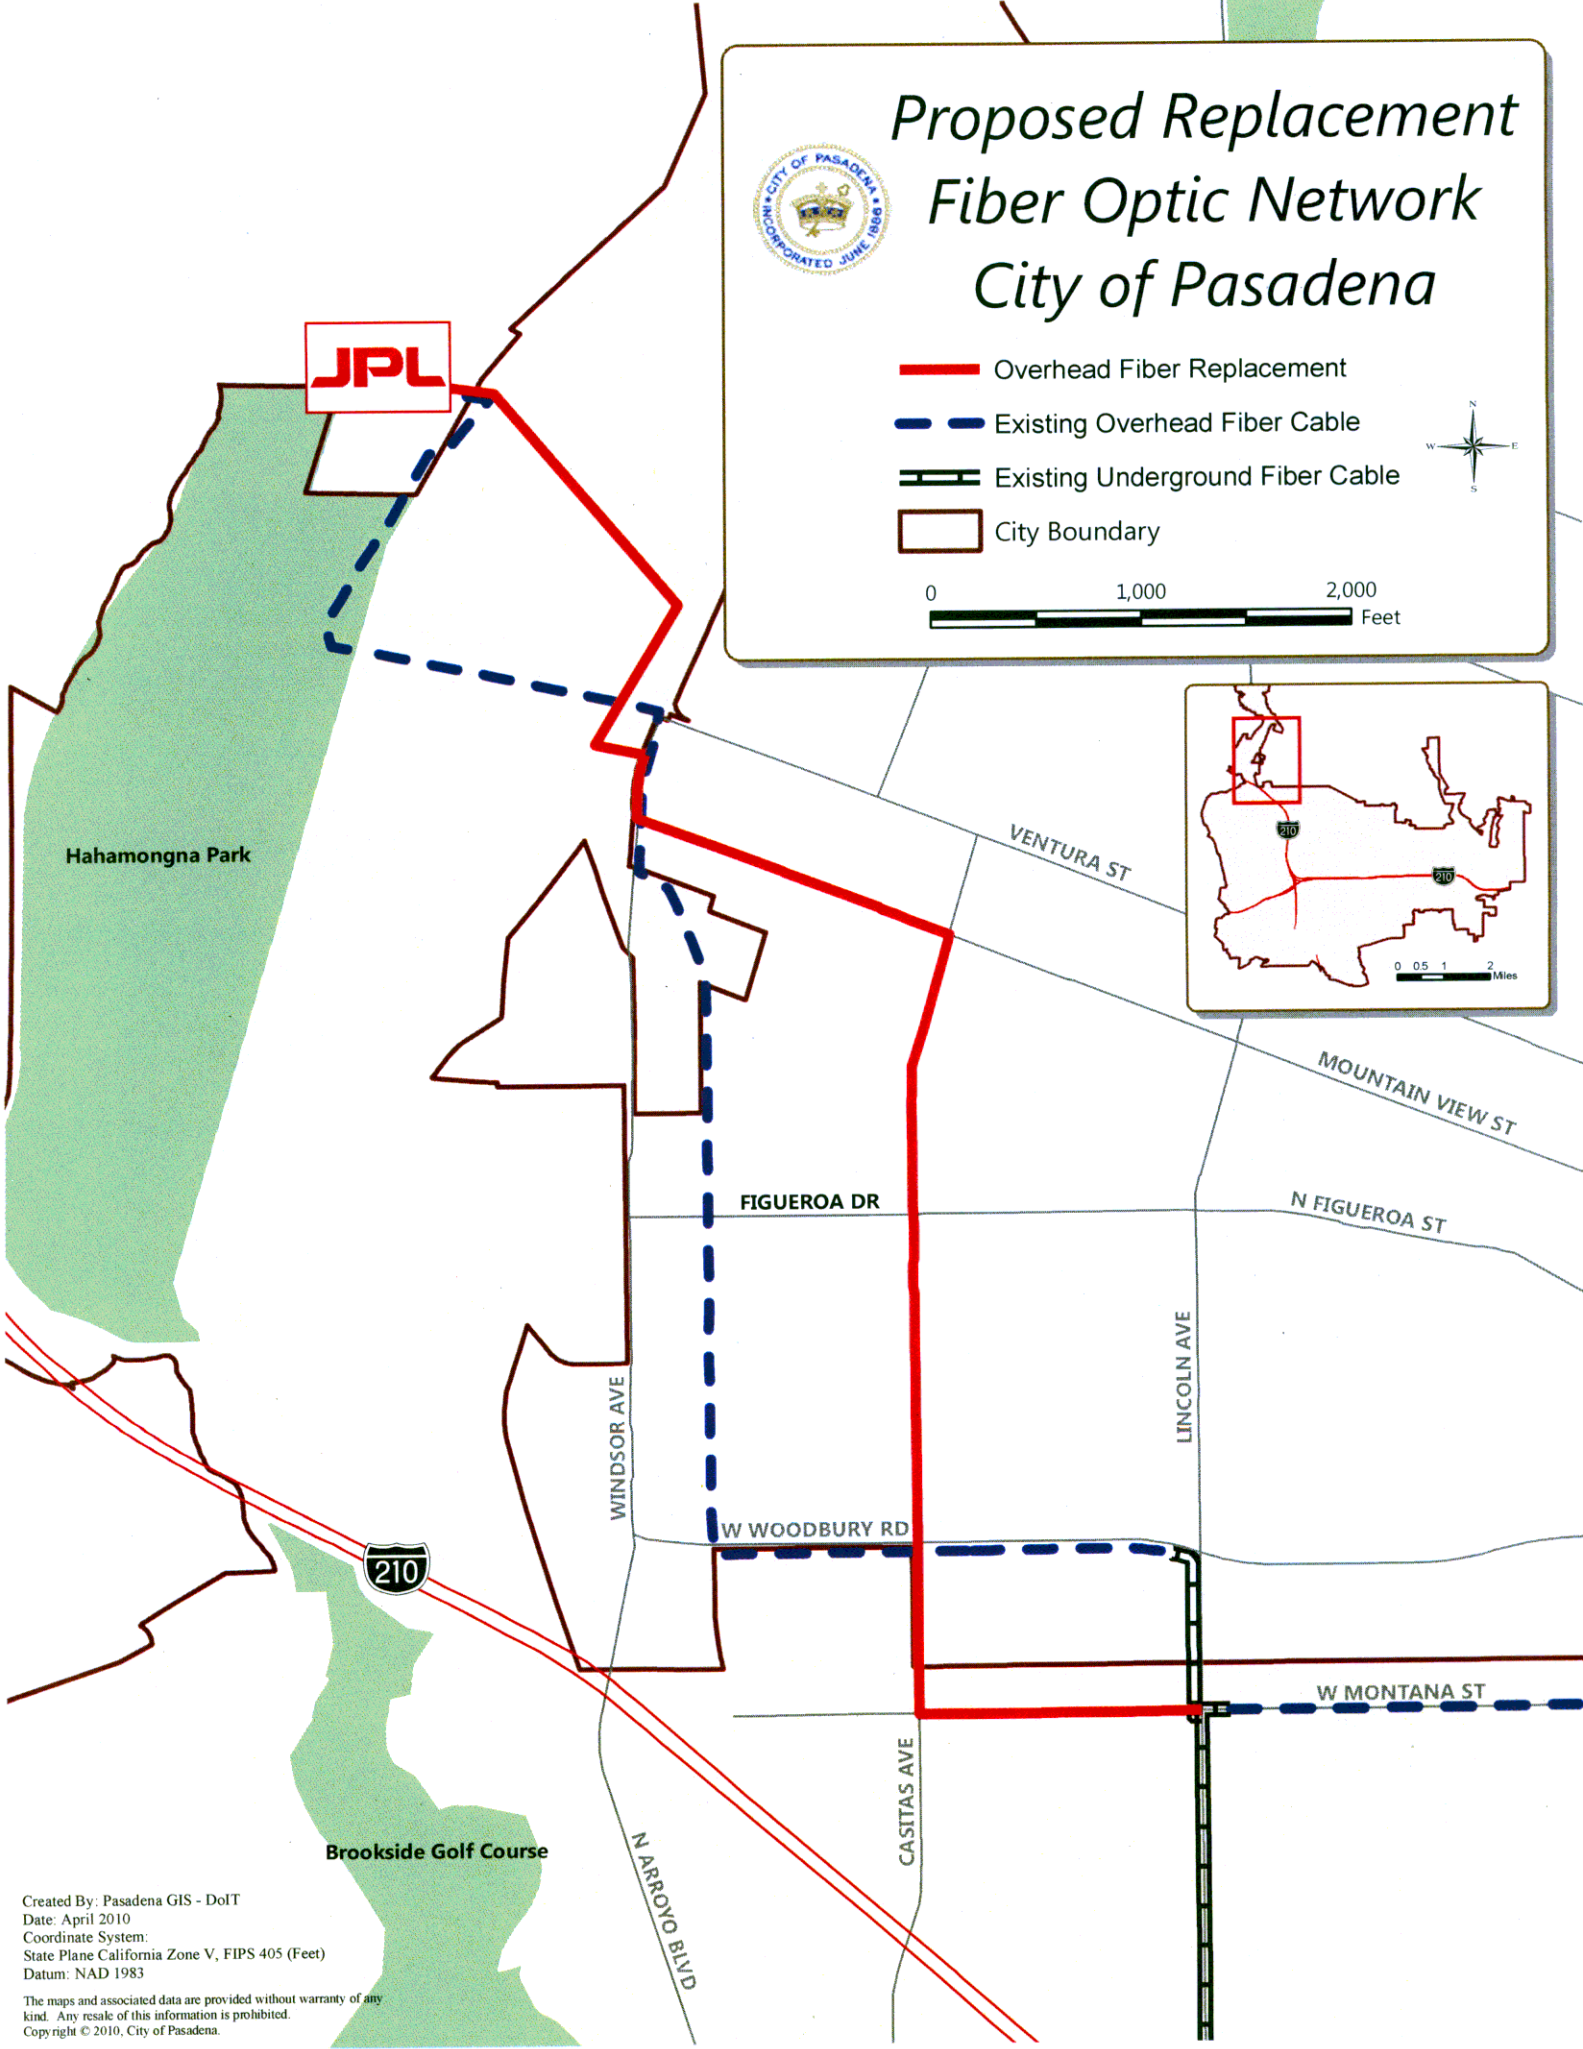 Proposed Replacement
Fiber Optic Network
City of Pasadena
CITY OF PASADENA
INCORPORATED JUNE 1886
Overhead Fiber Replacement
Existing Overhead Fiber Cable
Existing Underground Fiber Cable
City Boundary
N
W E
S
0 1,000 2,000
Feet
JPL
210
210
0 0.5 1 2
Miles
VENTURA ST
Hahamongna Park
MOUNTAIN VIEW ST
FIGUEROA DR
N FIGUEROA ST
LINCOLN AVE
WINDSOR AVE
W WOODBURY RD
210
W MONTANA ST
CASITAS AVE
N ARROYO BLVD
Brookside Golf Course
Created By: Pasadena GIS - DoIT
Date: April 2010
Coordinate System:
State Plane California Zone V, FIPS 405 (Feet)
Datum: NAD 1983
The maps and associated data are provided without warranty of any
kind. Any resale of this information is prohibited.
Copyright © 2010, City of Pasadena.